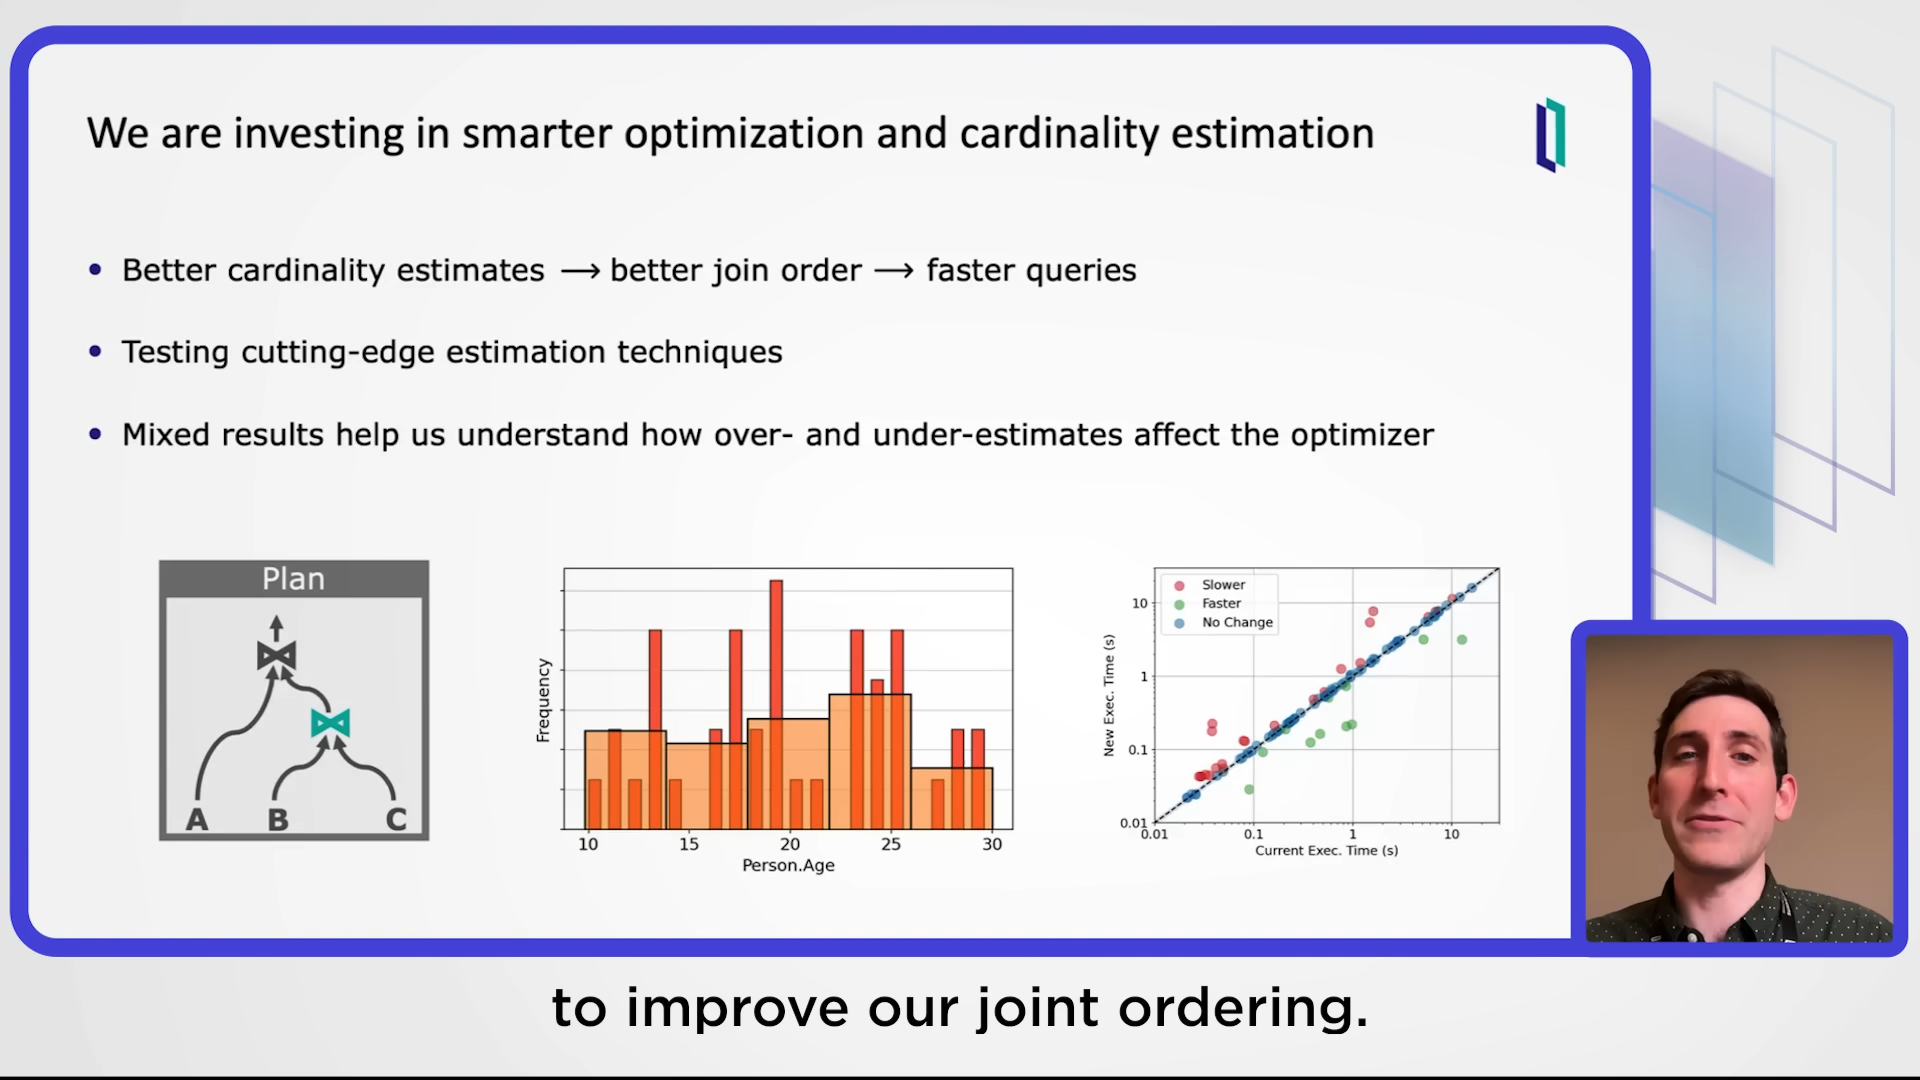 We are investing in smarter optimization and cardinality estimation
• Better cardinality estimates ⟶ better join order ⟶ faster queries
• Testing cutting-edge estimation techniques
• Mixed results help us understand how over- and under-estimates affect the optimizer
Plan
A B C
Frequency
10 15 20 25 30
Person.Age
Slower
Faster
No Change
New Exec. Time (s)
10
1
0.1
0.01
0.01 0.1 1 10
Current Exec. Time (s)
to improve our joint ordering.